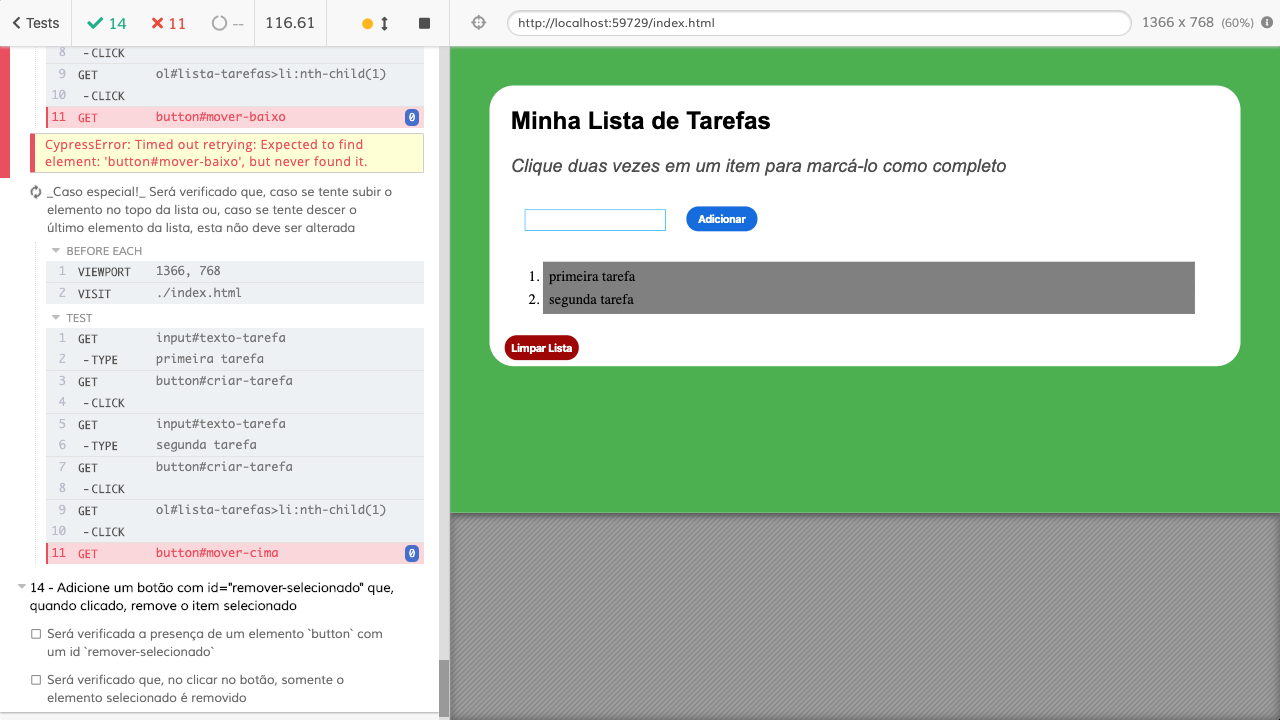 Tests
14
11
--
116.61
http://localhost:59729/index.html
1366 x 768 (60%)
8 -CLICK
9 GET ol#lista-tarefas>li:nth-child(1)
10 -CLICK
11 GET button#mover-baixo 0
CypressError: Timed out retrying: Expected to find
element: 'button#mover-baixo', but never found it.
_Caso especial!_ Será verificado que, caso se tente subir o
elemento no topo da lista ou, caso se tente descer o
último elemento da lista, esta não deve ser alterada
BEFORE EACH
1 VIEWPORT 1366, 768
2 VISIT ./index.html
TEST
1 GET input#texto-tarefa
2 -TYPE primeira tarefa
3 GET button#criar-tarefa
4 -CLICK
5 GET input#texto-tarefa
6 -TYPE segunda tarefa
7 GET button#criar-tarefa
8 -CLICK
9 GET ol#lista-tarefas>li:nth-child(1)
10 -CLICK
11 GET button#mover-cima 0
14 - Adicione um botão com id="remover-selecionado" que,
quando clicado, remove o item selecionado
Será verificada a presença de um elemento `button` com
um id `remover-selecionado`
Será verificado que, no clicar no botão, somente o
elemento selecionado é removido
Minha Lista de Tarefas
Clique duas vezes em um item para marcá-lo como completo
Adicionar
1. primeira tarefa
2. segunda tarefa
Limpar Lista